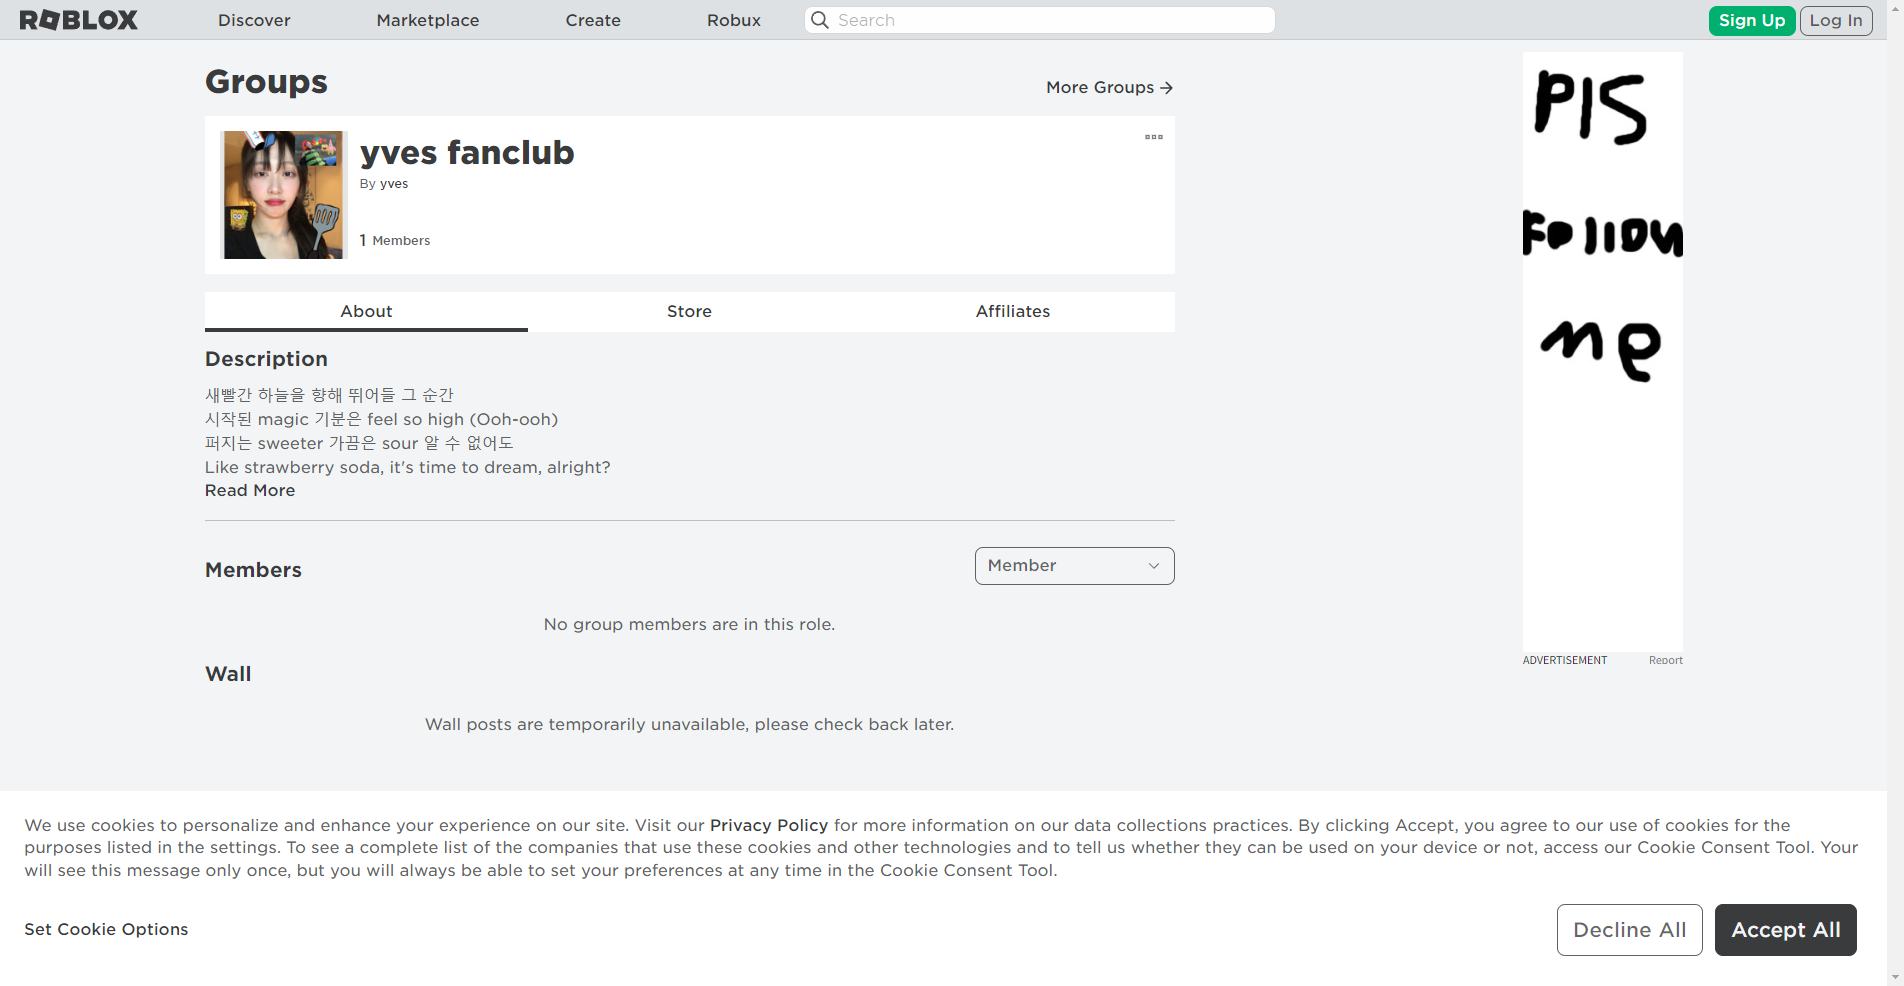 ROBLOX
Discover
Marketplace
Create
Robux
Search
Sign Up
Log In
Groups
More Groups
yves fanclub
By yves
1 Members
About
Store
Affiliates
Description
새빨간 하늘을 향해 뛰어들 그 순간
시작된 magic 기분은 feel so high (Ooh-ooh)
퍼지는 sweeter 가끔은 sour 알 수 없어도
Like strawberry soda, it's time to dream, alright?
Read More
Members
Member
No group members are in this role.
Wall
Wall posts are temporarily unavailable, please check back later.
PlS
Follow
me
ADVERTISEMENT
Report
We use cookies to personalize and enhance your experience on our site. Visit our Privacy Policy for more information on our data collections practices. By clicking Accept, you agree to our use of cookies for the
purposes listed in the settings. To see a complete list of the companies that use these cookies and other technologies and to tell us whether they can be used on your device or not, access our Cookie Consent Tool. Your
will see this message only once, but you will always be able to set your preferences at any time in the Cookie Consent Tool.
Set Cookie Options
Decline All
Accept All